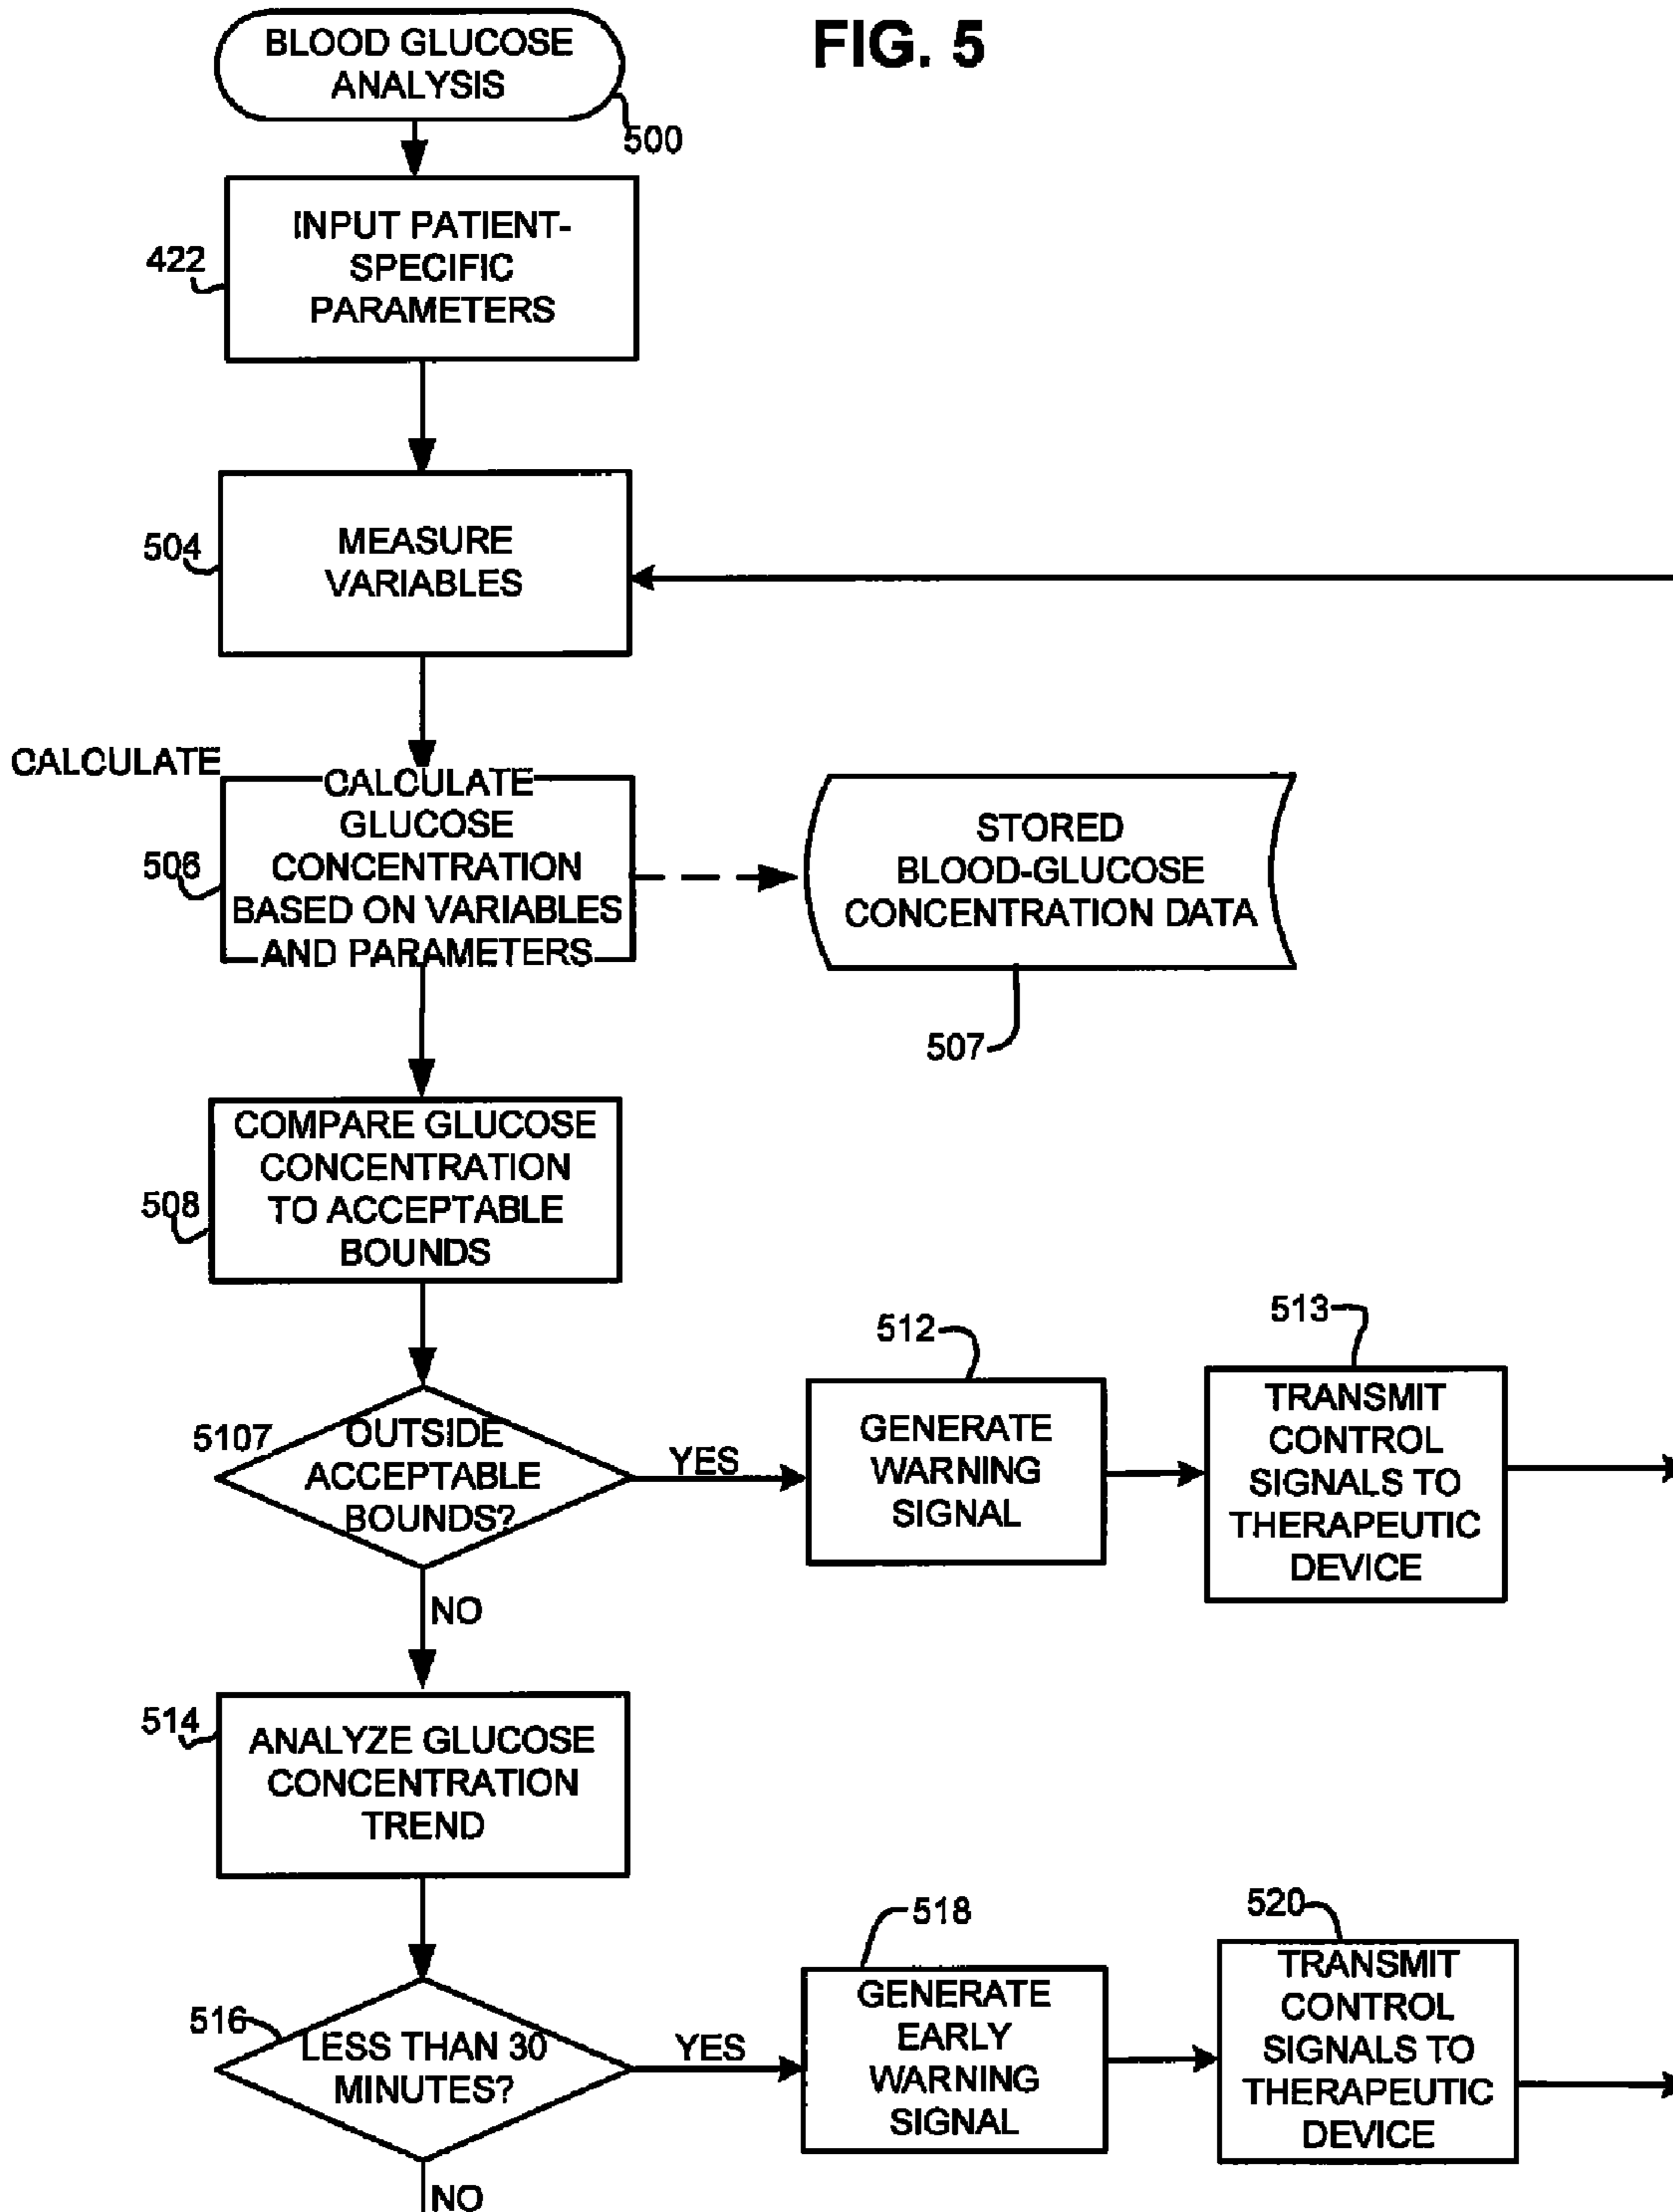 FIG. 5
BLOOD GLUCOSE
ANALYSIS
500
INPUT PATIENT-
SPECIFIC
PARAMETERS
422
MEASURE
VARIABLES
504
CALCULATE
CALCULATE
GLUCOSE
CONCENTRATION
BASED ON VARIABLES
AND PARAMETERS
506
STORED
BLOOD-GLUCOSE
CONCENTRATION DATA
507
COMPARE GLUCOSE
CONCENTRATION
TO ACCEPTABLE
BOUNDS
508
5107
OUTSIDE
ACCEPTABLE
BOUNDS?
YES
512
GENERATE
WARNING
SIGNAL
513
TRANSMIT
CONTROL
SIGNALS TO
THERAPEUTIC
DEVICE
NO
514
ANALYZE GLUCOSE
CONCENTRATION
TREND
516
LESS THAN 30
MINUTES?
YES
518
GENERATE
EARLY
WARNING
SIGNAL
520
TRANSMIT
CONTROL
SIGNALS TO
THERAPEUTIC
DEVICE
NO